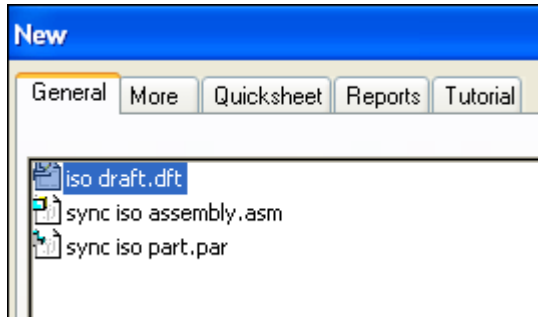 New
General More Quicksheet Reports Tutorial
iso draft.dft
sync iso assembly.asm
sync iso part.par